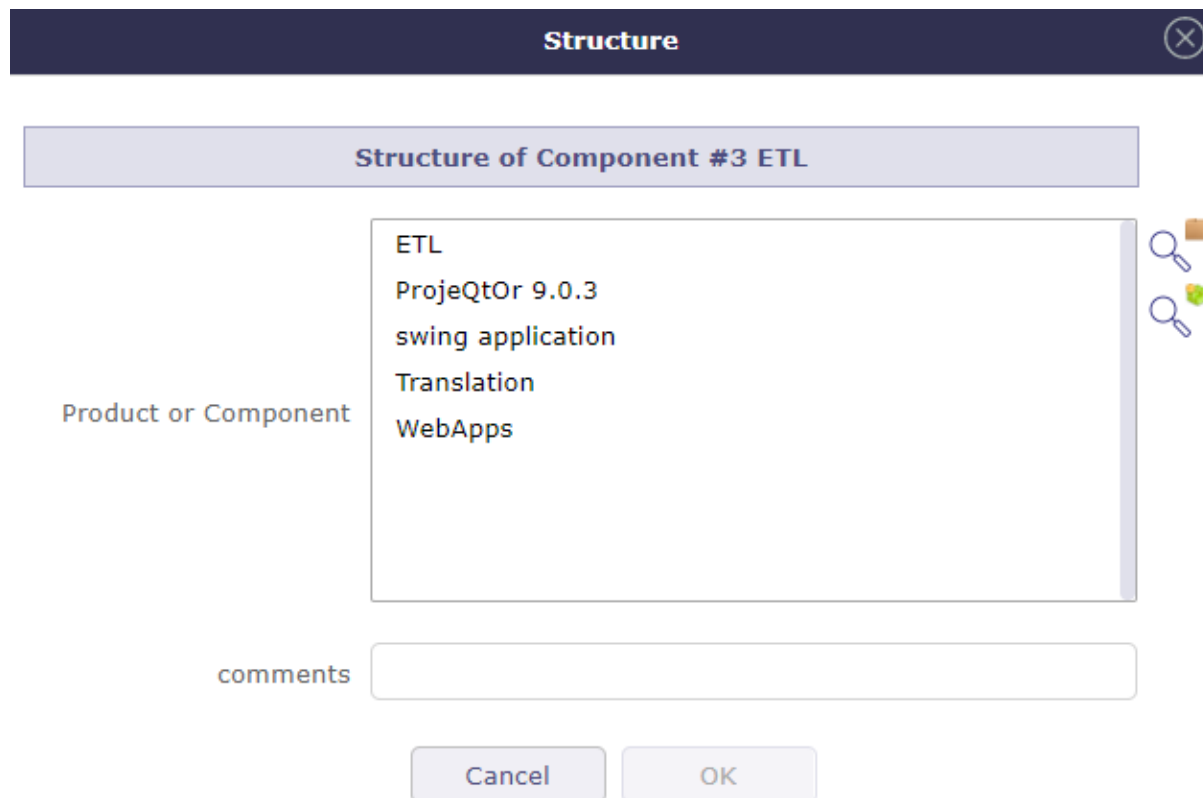 Structure
Structure of Component #3 ETL
ETL
ProjeQtOr 9.0.3
swing application
Translation
Product or Component
WebApps
comments
Cancel OK